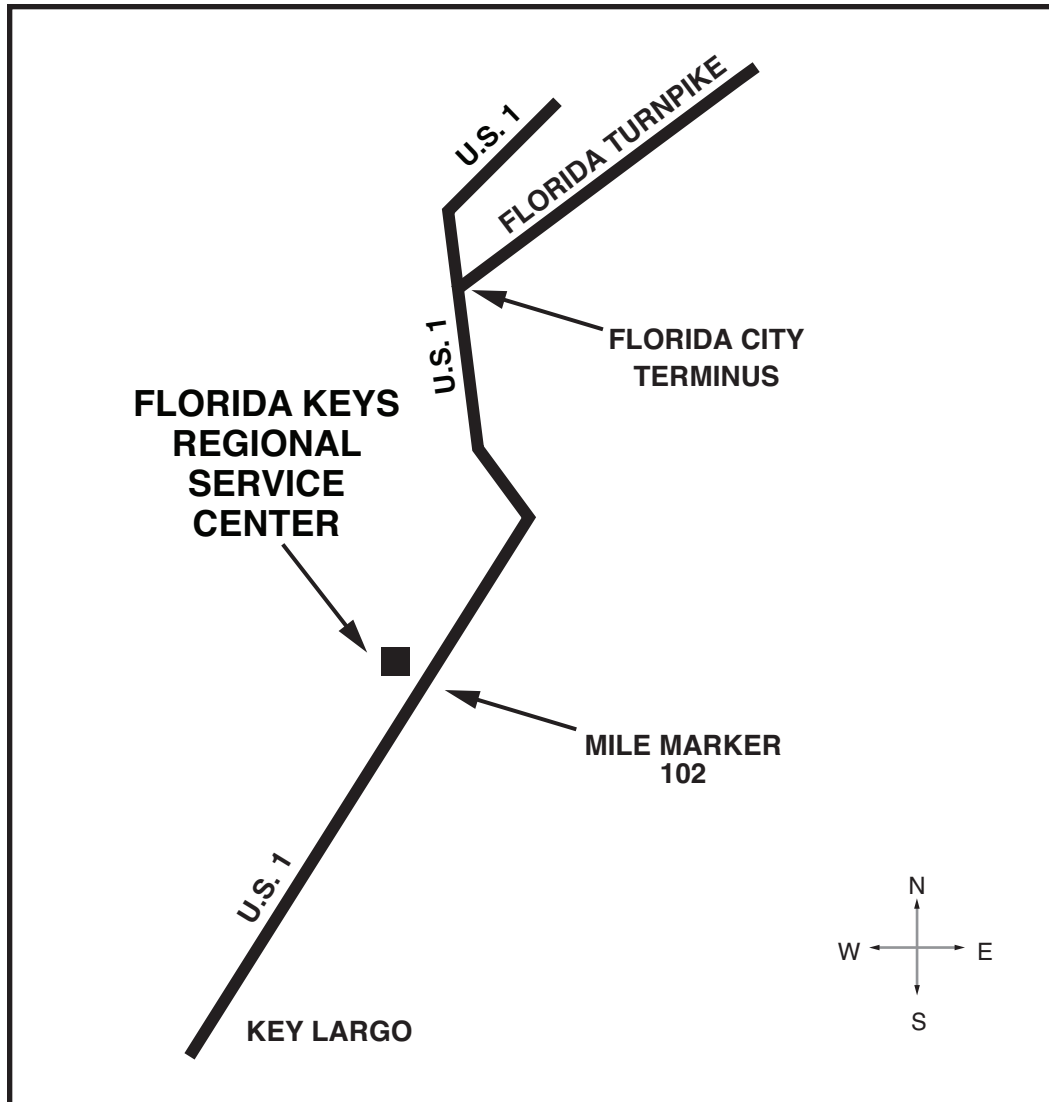 U.S. 1
FLORIDA TURNPIKE
U.S. 1
FLORIDA CITY
TERMINUS
FLORIDA KEYS
REGIONAL
SERVICE
CENTER
MILE MARKER
102
U.S. 1
KEY LARGO
N
W
E
S